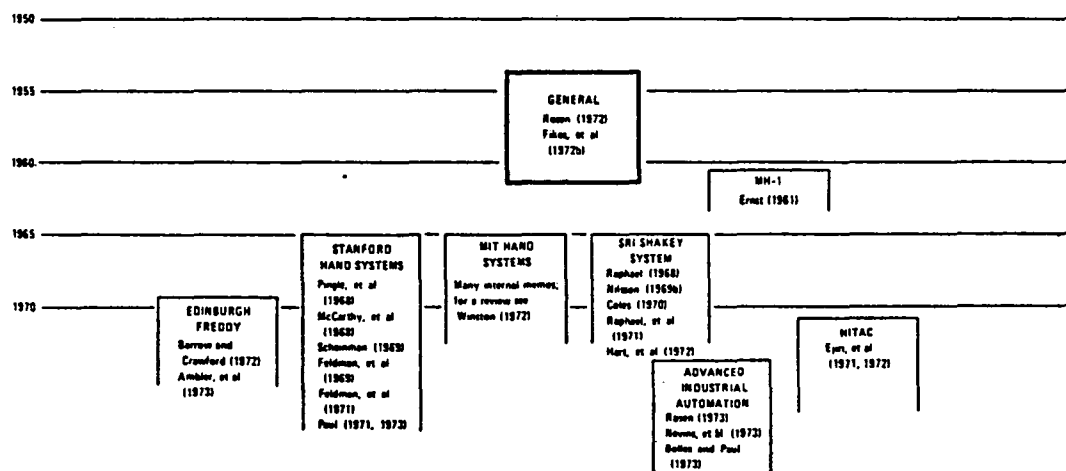 1950
1955
GENERAL
Rosen (1972)
Fikes, et al
(1972b)
1960
MH-1
Ernst (1961)
1965
STANFORD
HAND SYSTEMS
Pingle, et al
(1968)
McCarthy, et al
(1968)
Scheinman (1969)
Feldman, et al
(1969)
Feldman, et al
(1971)
Paul (1971, 1973)
MIT HAND
SYSTEMS
Many internal memos;
for a review see
Winston (1972)
SRI SHAKEY
SYSTEM
Raphael (1968)
Nilsson (1969b)
Coles (1970)
Raphael, et al
(1971)
Hart, et al (1972)
1970
EDINBURGH
FREDDY
Barrow and
Crawford (1972)
Ambler, et al
(1973)
HITAC
Ejiri, et al
(1971, 1972)
ADVANCED
INDUSTRIAL
AUTOMATION
Rosen (1973)
Nevins, et al (1973)
Bolles and Paul
(1973)